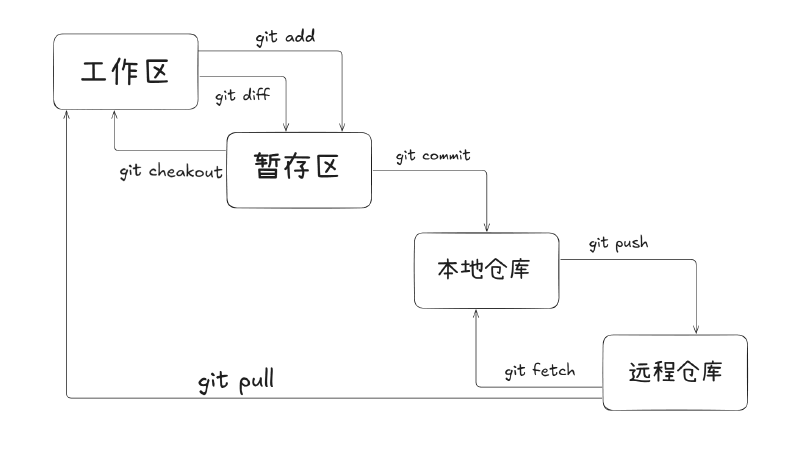 git add
工作区
git diff
git cheakout
暂存区
git commit
本地仓库
git push
git fetch
远程仓库
git pull